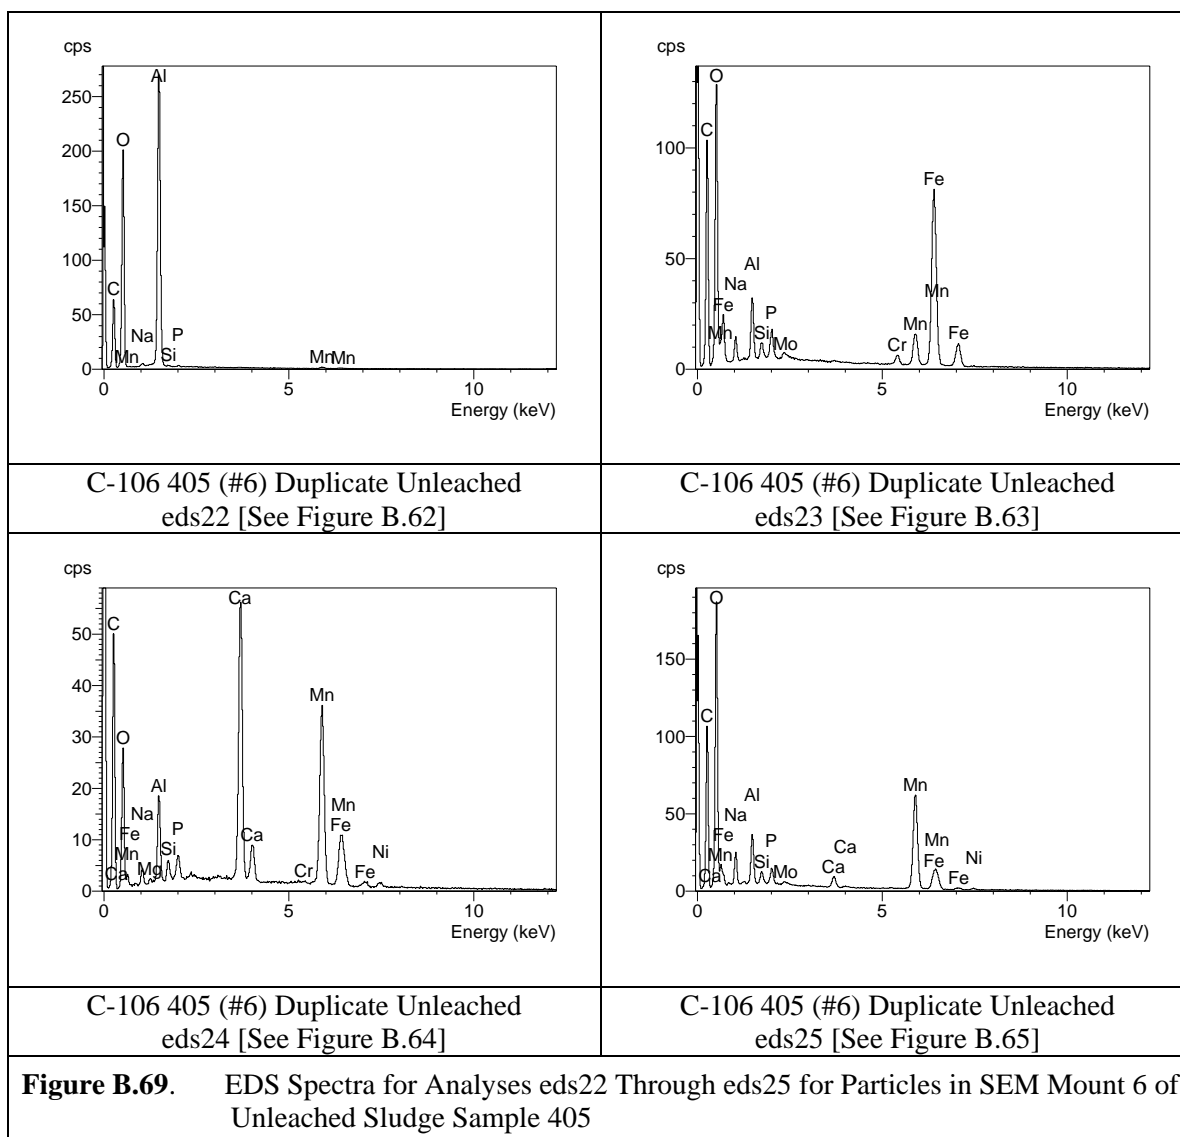 cps
250
200
150
100
50
0
Al
O
C
Mn
Na
P
Si
Mn Mn
0 5 10
Energy (keV)
C-106 405 (#6) Duplicate Unleached
eds22 [See Figure B.62]
cps
100
50
0
O
C
Fe
Al
Na
Fe
Mn
P
Si
Mo
Mn
Mn
Cr
Fe
0 5 10
Energy (keV)
C-106 405 (#6) Duplicate Unleached
eds23 [See Figure B.63]
cps
50
40
30
20
10
0
Ca
C
O
Mn
Al
Na
Fe
P
Mn
Si
Mg
Ca
Ca
Mn
Fe
Cr
Fe
Ni
0 5 10
Energy (keV)
C-106 405 (#6) Duplicate Unleached
eds24 [See Figure B.64]
cps
150
100
50
0
O
C
Mn
Al
Na
Fe
P
Mn
Si
Ca
Mo
Ca
Ca
Mn
Fe
Ni
Fe
0 5 10
Energy (keV)
C-106 405 (#6) Duplicate Unleached
eds25 [See Figure B.65]
Figure B.69. EDS Spectra for Analyses eds22 Through eds25 for Particles in SEM Mount 6 of
Unleached Sludge Sample 405